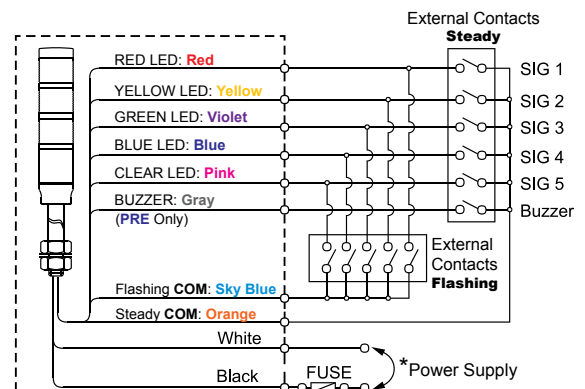 External Contacts
Steady
RED LED: Red
SIG 1
YELLOW LED: Yellow
SIG 2
GREEN LED: Violet
SIG 3
BLUE LED: Blue
SIG 4
CLEAR LED: Pink
SIG 5
BUZZER: Gray
(PRE Only)
Buzzer
External
Contacts
Flashing
Flashing COM: Sky Blue
Steady COM: Orange
White
Black
FUSE
*Power Supply